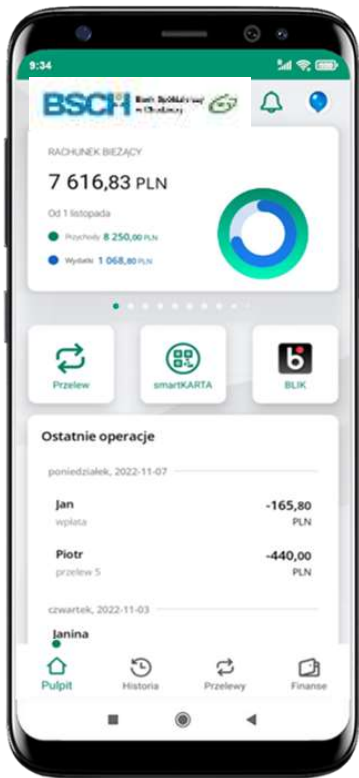 9:34
BSCH Bank Spółdzielczy
RACHUNEK BIEŻĄCY
7 616,83 PLN
Od 1 listopada
Przychody 8 250,00 PLN
Wydatki 1 068,80 PLN
Przelew
smartKARTA
BLIK
Ostatnie operacje
poniedziałek, 2022-11-07
Jan -165,80
wpłata PLN
Piotr -440,00
przelew 5 PLN
czwartek, 2022-11-03
Janina
Pulpit Historia Przelewy Finanse